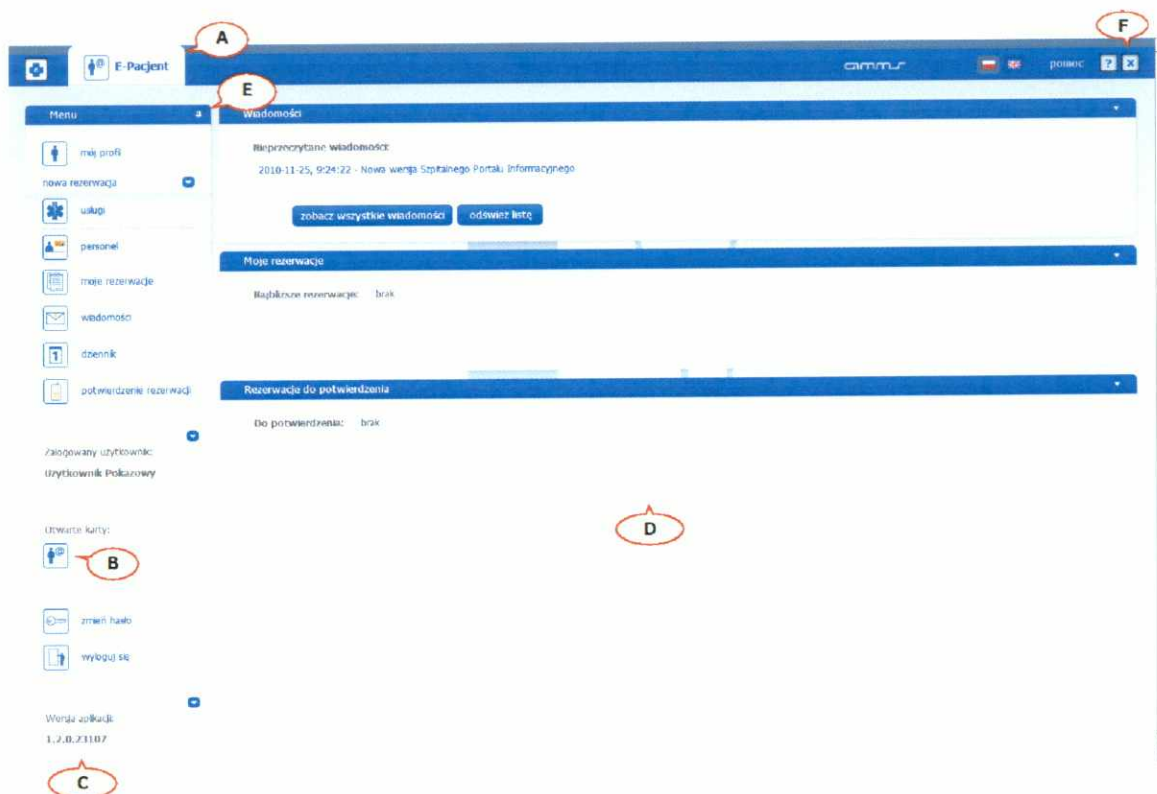 A
F
E-Pacjent
amms
pomoc
?
x
E
Menu
Wiadomości
mój profil
Nieprzeczytane wiadomości:
2010-11-25, 9:24:22 - Nowa wersja Szpitalnego Portalu Informacyjnego
nowa rezerwacja
usługi
zobacz wszystkie wiadomości
odśwież listę
personel
Moje rezerwacje
moje rezerwacje
Najbliższe rezerwacje: brak
wiadomości
1
dziennik
potwierdzenie rezerwacji
Rezerwacje do potwierdzenia
Do potwierdzenia: brak
Zalogowany użytkownik:
Użytkownik Pokazowy
D
Otwarte karty:
B
zmień hasło
wyloguj się
Wersja aplikacji:
1.2.0.23107
C